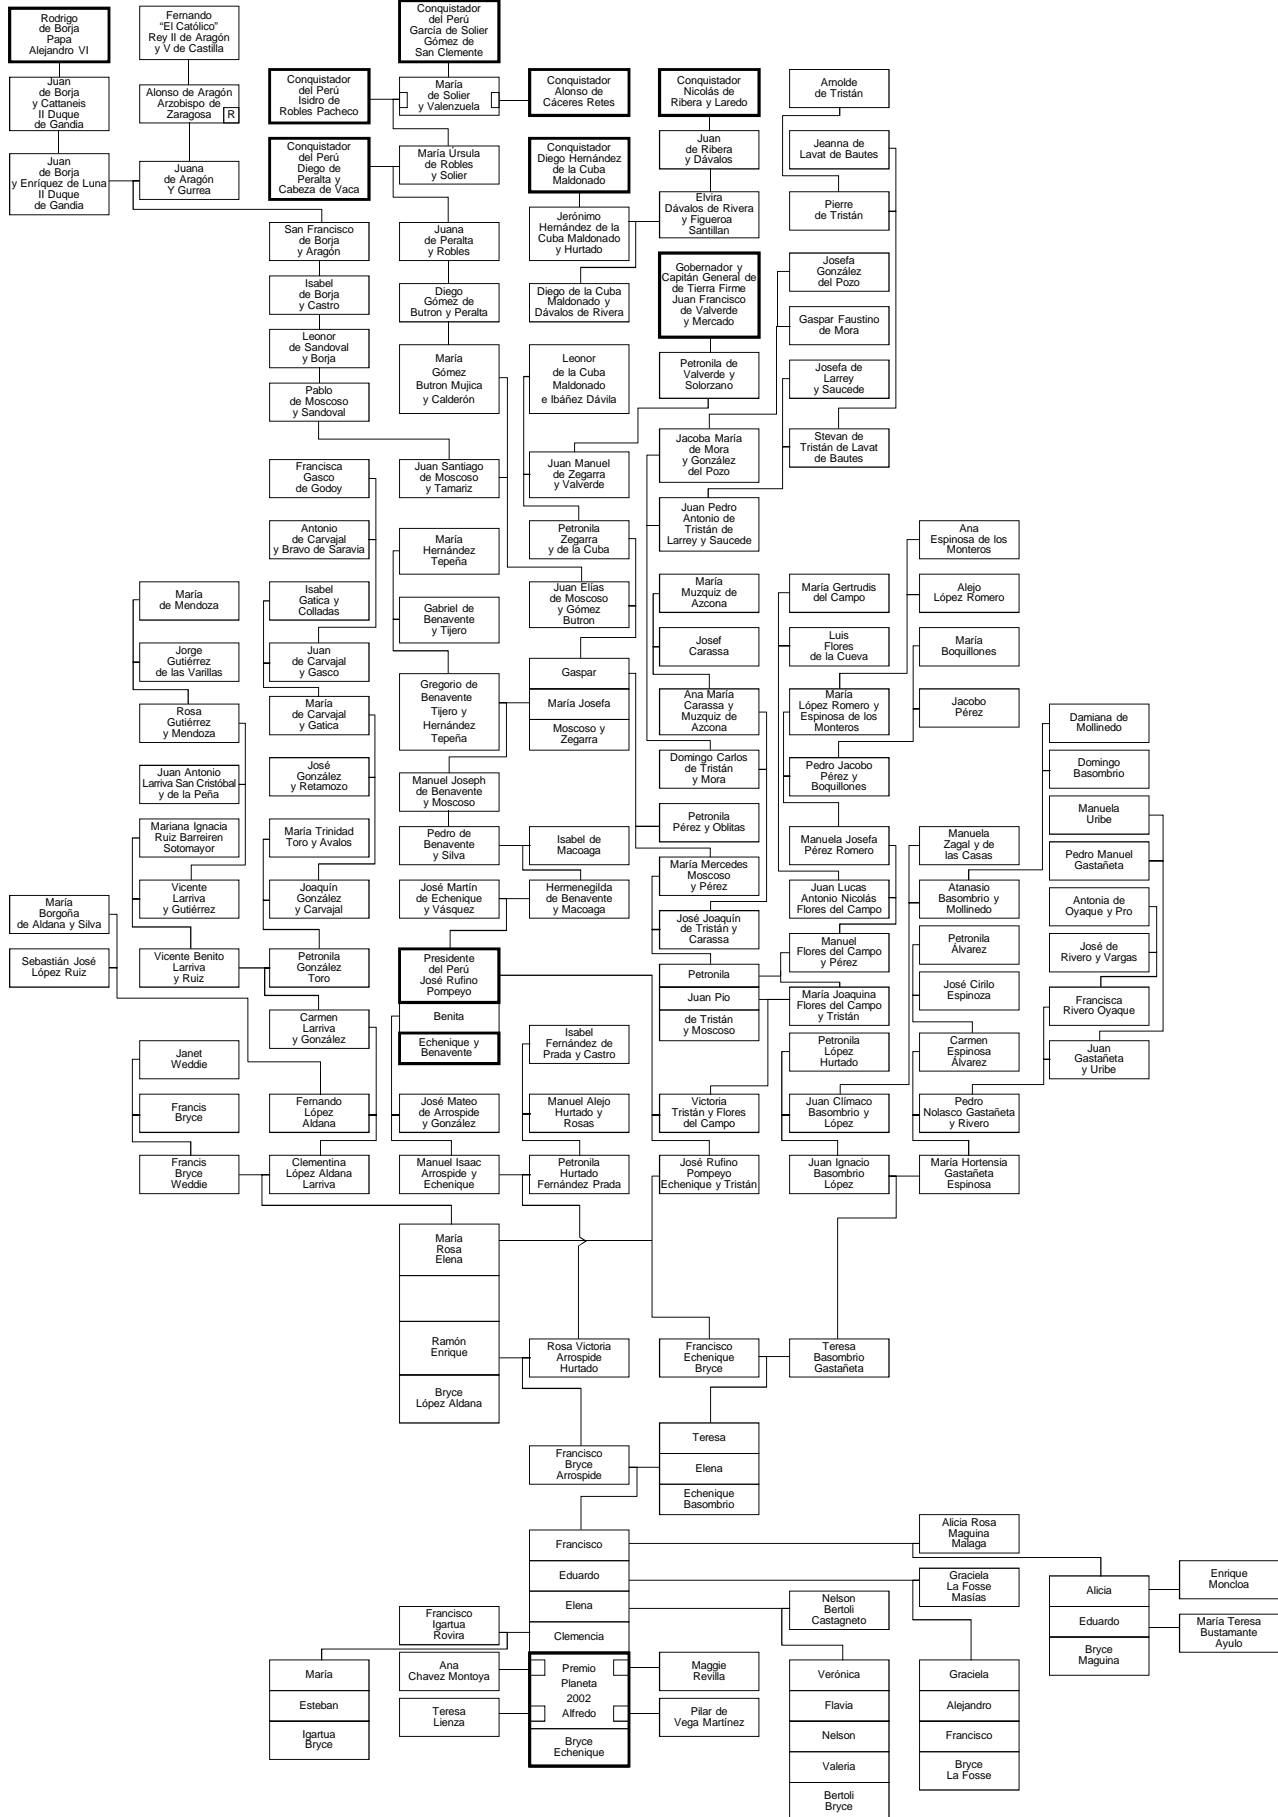 Rodrigo
de Borja
Papa
Alejandro VI
Fernando
“El Católico”
Rey II de Aragón
y V de Castilla
Conquistador
del Perú
García de Solier
Gómez de
San Clemente
Juan
de Borja
y Cattaneis
II Duque
de Gandia
Alonso de Aragón
Arzobispo de
Zaragosa
R
Conquistador
del Perú
Isidro de
Robles Pacheco
María
de Solier
y Valenzuela
Conquistador
Alonso de
Cáceres Retes
Conquistador
Nicolás de
Ribera y Laredo
Arnolde
de Tristán
Juan
de Borja
y Enríquez de Luna
II Duque
de Gandia
Juana
de Aragón
Y Gurrea
Conquistador
del Perú
Diego de
Peralta y
Cabeza de Vaca
María Úrsula
de Robles
y Solier
Conquistador
Diego Hernández
de la Cuba
Maldonado
Juan
de Ribera
y Dávalos
Jeanna de
Lavat de Bautes
San Francisco
de Borja
y Aragón
Juana
de Peralta
y Robles
Jerónimo
Hernández de la
Cuba Maldonado
y Hurtado
Elvira
Dávalos de Rivera
y Figueroa
Santillan
Pierre
de Tristán
Isabel
de Borja
y Castro
Diego
Gómez de
Butron y Peralta
Diego de la Cuba
Maldonado y
Dávalos de Rivera
Gobernador y
Capitán General de
de Tierra Firme
Juan Francisco
de Valverde
y Mercado
Josefa
González
del Pozo
Gaspar Faustino
de Mora
Leonor
de Sandoval
y Borja
María
Gómez
Butron Mujica
y Calderón
Leonor
de la Cuba
Maldonado
e Ibáñez Dávila
Petronila de
Valverde y
Solorzano
Josefa de
Larrey
y Saucede
Pablo
de Moscoso
y Sandoval
Francisca
Gasco
de Godoy
Juan Santiago
de Moscoso
y Tamariz
Juan Manuel
de Zegarra
y Valverde
Jacoba María
de Mora
y González
del Pozo
Stevan de
Tristán de Lavat
de Bautes
Antonio
de Carvajal
y Bravo de Saravia
María
Hernández
Tepeña
Petronila
Zegarra
y de la Cuba
Juan Pedro
Antonio de
Tristán de
Larrey y Saucede
Ana
Espinosa de los
Monteros
María
de Mendoza
Isabel
Gatica y
Colladas
Gabriel de
Benavente
y Tijero
Juan Elías
de Moscoso
y Gómez
Butron
María
Muzquiz de
Azcona
María Gertrudis
del Campo
Alejo
López Romero
Jorge
Gutiérrez
de las Varillas
Juan
de Carvajal
y Gasco
Gregorio de
Benavente
Tijero y
Hernández
Tepeña
Gaspar
María Josefa
Moscoso y
Zegarra
Josef
Carassa
Luis
Flores
de la Cueva
María
Boquillones
Rosa
Gutiérrez
y Mendoza
María
de Carvajal
y Gatica
Ana María
Carassa y
Muzquiz de
Azcona
María
López Romero y
Espinosa de los
Monteros
Jacobo
Pérez
Damiana de
Mollinedo
Juan Antonio
Larriva San Cristóbal
y de la Peña
José
González
y Retamozo
Manuel Joseph
de Benavente
y Moscoso
Domingo Carlos
de Tristán
y Mora
Pedro Jacobo
Pérez y
Boquillones
Domingo
Basombrio
Mariana Ignacia
Ruiz Barreiren
Sotomayor
María Trinidad
Toro y Avalos
Pedro de
Benavente
y Silva
Isabel de
Macoaga
Petronila
Pérez y Oblitas
Manuela Josefa
Pérez Romero
Manuela
Zagal y de
las Casas
Manuela
Uribe
Pedro Manuel
Gastañeta
María
Borgoña
de Aldana y Silva
Vicente
Larriva
y Gutiérrez
Joaquín
González
y Carvajal
José Martín
de Echenique
y Vásquez
Hermenegilda
de Benavente
y Macoaga
María Mercedes
Moscoso
y Pérez
Juan Lucas
Antonio Nicolás
Flores del Campo
Atanasio
Basombrio y
Mollinedo
Antonia de
Oyaque y Pro
Sebastián José
López Ruiz
Vicente Benito
Larriva
y Ruiz
Petronila
González
Toro
Presidente
del Perú
José Rufino
Pompeyo
Benita
Echenique y
Benavente
José Joaquín
de Tristán y
Carassa
Manuel
Flores del Campo
y Pérez
Petronila
Álvarez
José de
Rivero y Vargas
Petronila
Juan Pio
de Tristán
y Moscoso
María Joaquina
Flores del Campo
y Tristán
José Cirilo
Espinoza
Francisca
Rivero Oyaque
Carmen
Larriva
y González
Isabel
Fernández de
Prada y Castro
Petronila
López
Hurtado
Carmen
Espinosa
Álvarez
Juan
Gastañeta
y Uribe
Janet
Weddie
Francis
Bryce
Fernando
López
Aldana
José Mateo
de Arrospide
y González
Manuel Alejo
Hurtado y
Rosas
Victoria
Tristán y Flores
del Campo
Juan Clímaco
Basombrio y
López
Pedro
Nolasco Gastañeta
y Rivero
Francis
Bryce
Weddie
Clementina
López Aldana
Larriva
Manuel Isaac
Arrospide y
Echenique
Petronila
Hurtado
Fernández Prada
José Rufino
Pompeyo
Echenique y Tristán
Juan Ignacio
Basombrio
López
María Hortensia
Gastañeta
Espinosa
María
Rosa
Elena
Ramón
Enrique
Bryce
López Aldana
Rosa Victoria
Arrospide
Hurtado
Francisco
Echenique
Bryce
Teresa
Basombrio
Gastañeta
Francisco
Bryce
Arrospide
Teresa
Elena
Echenique
Basombrio
Francisco
Eduardo
Elena
Clemencia
Premio
Planeta
2002
Alfredo
Bryce
Echenique
Alicia Rosa
Maguina
Malaga
Graciela
La Fosse
Masías
Nelson
Bertoli
Castagneto
Alicia
Eduardo
Bryce
Maguina
Enrique
Moncloa
María Teresa
Bustamante
Ayulo
Francisco
Igartua
Rovira
María
Esteban
Igartua
Bryce
Ana
Chavez Montoya
Teresa
Lienza
Maggie
Revilla
Pilar de
Vega Martínez
Verónica
Flavia
Nelson
Valeria
Bertoli
Bryce
Graciela
Alejandro
Francisco
Bryce
La Fosse